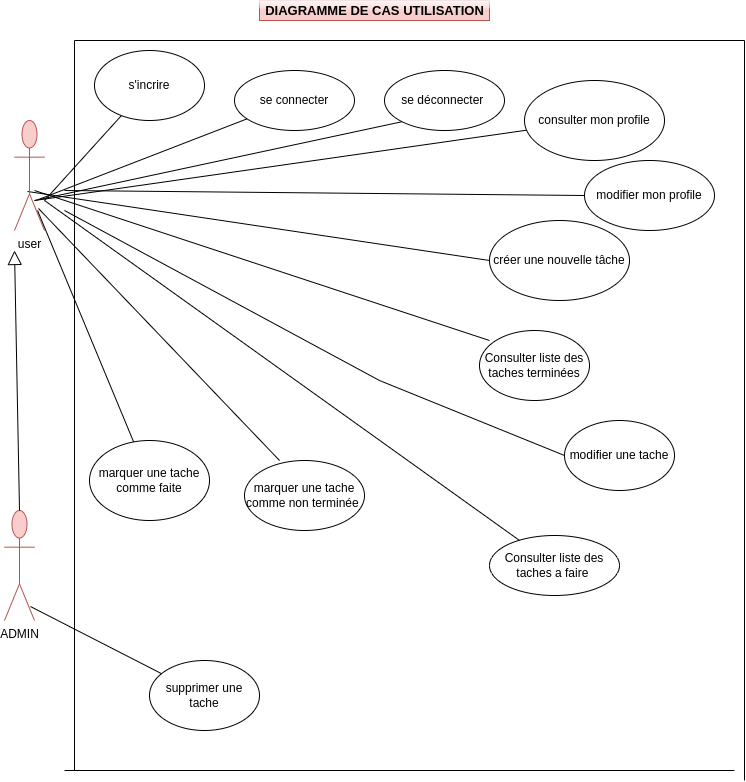 DIAGRAMME DE CAS UTILISATION
s'incrire
se connecter
se déconnecter
consulter mon profile
modifier mon profile
user
créer une nouvelle tâche
Consulter liste des
taches terminées
modifier une tache
marquer une tache
comme faite
marquer une tache
comme non terminée
Consulter liste des
taches a faire
ADMIN
supprimer une
tache